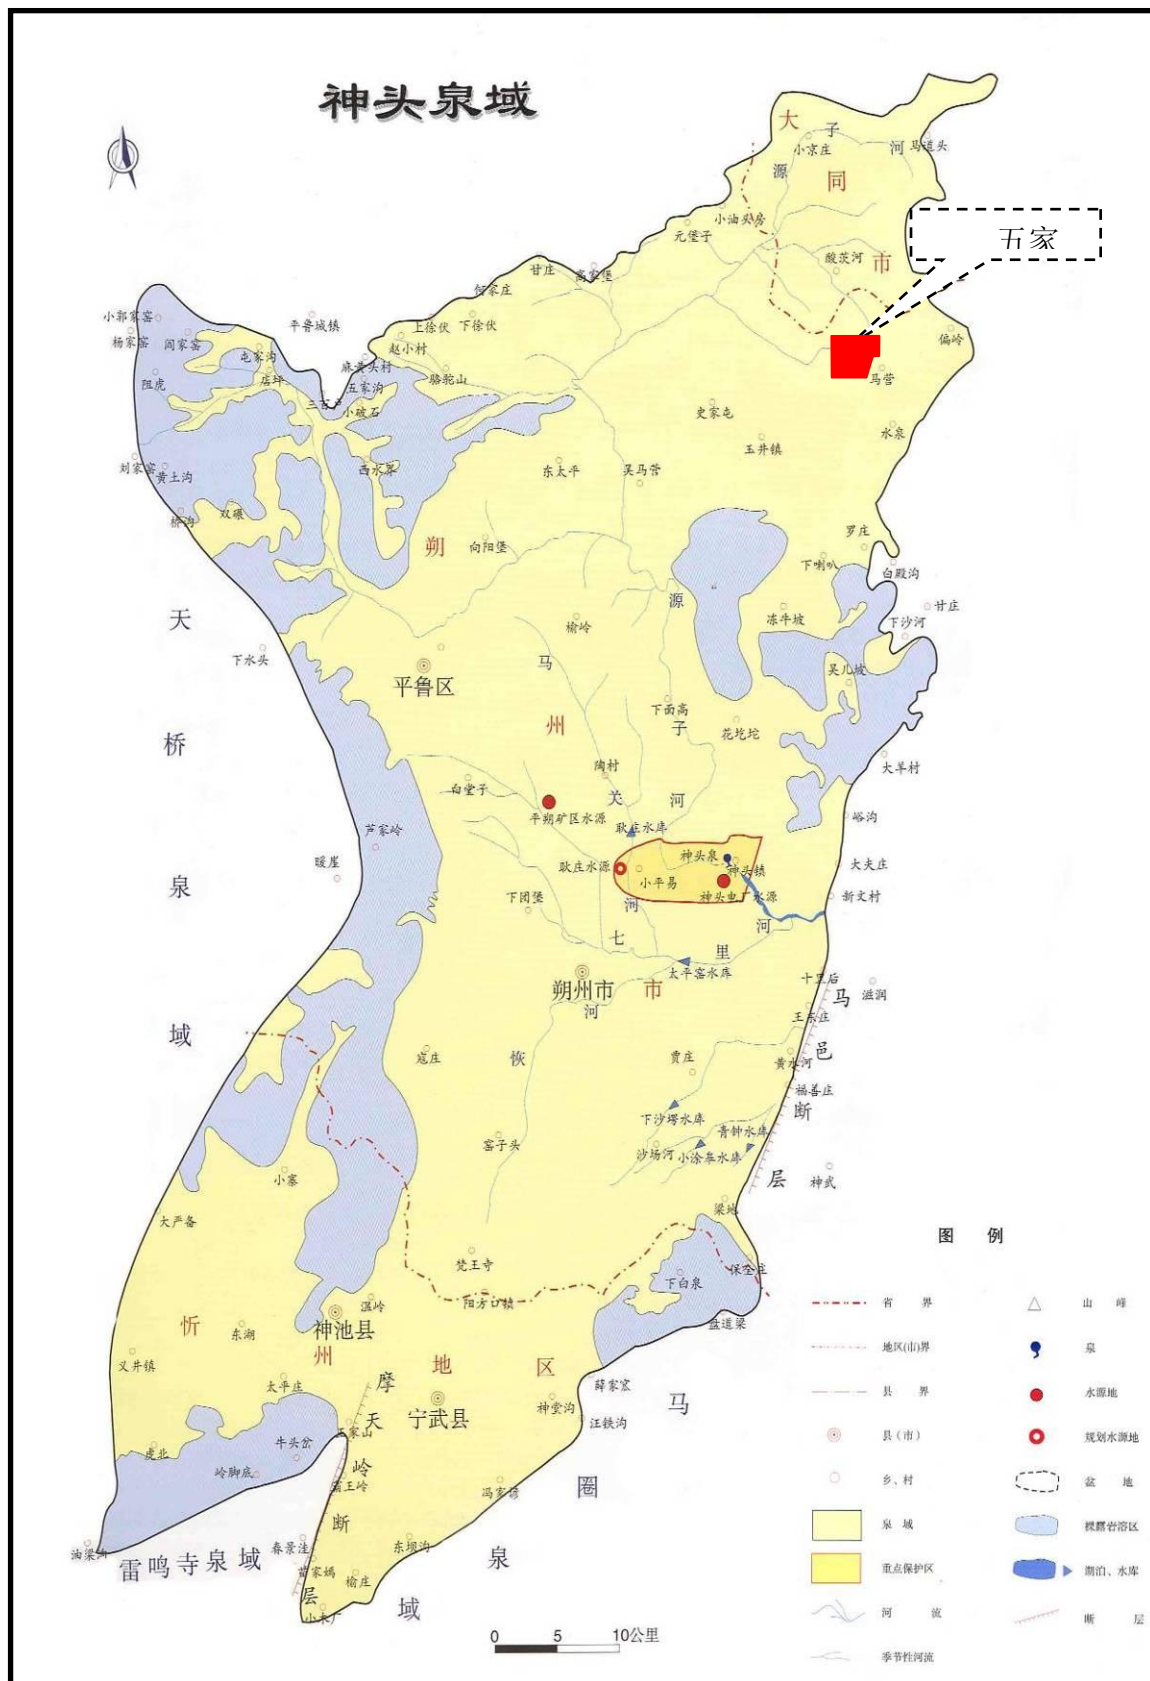 神头泉域
大
子
小京庄
河
马道头
源
同
小油头房
元堡子
五家
酸茨河
市
甘庄
高家堡
何家庄
小郭家窑
杨家窑
阎家窑
平鲁城镇
上徐伏
下徐伏
赵小村
偏岭
屯家沟
麻黄头村
骆驼山
马营
阻虎
店坪
五家沟
三百户
小破石
史家屯
水泉
玉井镇
刘家窑
黄土沟
东太平
吴马营
双碾
朔
向阳堡
罗庄
下喇叭
白殿沟
天
源
冻牛坡
甘庄
下沙河
榆岭
下水头
马
吴儿坡
平鲁区
下面高
州
子
花圪坨
桥
大羊村
陶村
白堂子
关
河
平朔矿区水源
耿庄水库
峪沟
芦家岭
暖崖
神头泉
耿庄水源
神头镇
大夫庄
泉
小平易
神头电厂水源
新文村
下团堡
河
河
七
里
太平窑水库
十里后
朔州市
市
马
滋润
河
王东庄
域
寇庄
恢
贾庄
邑
黄水河
福善庄
断
下沙塄水库
青钟水库
窑子头
沙场河
小涂皋水库
小寨
层
神武
大严备
梁地
图 例
梵王寺
保全庄
下白泉
温岭
阳方口镇
省 界
山 峰
忻
东湖
神池县
盘道梁
义井镇
州
地
区
地区(市)界
泉
太平庄
摩
薛家窑
马
县 界
水源地
天
宁武县
神堂沟
汪铁沟
县（市）
规划水源地
虎北
牛头岔
岭脚底
岭
霸王岭
冯家谚
圈
乡、村
盆 地
断
泉 域
裸露岩溶区
油梁沟
雷鸣寺泉域
春景洼
东坝沟
泉
苗家嫣
榆庄
重点保护区
湖泊、水库
层
域
河 流
断 层
0 5 10公里
季节性河流